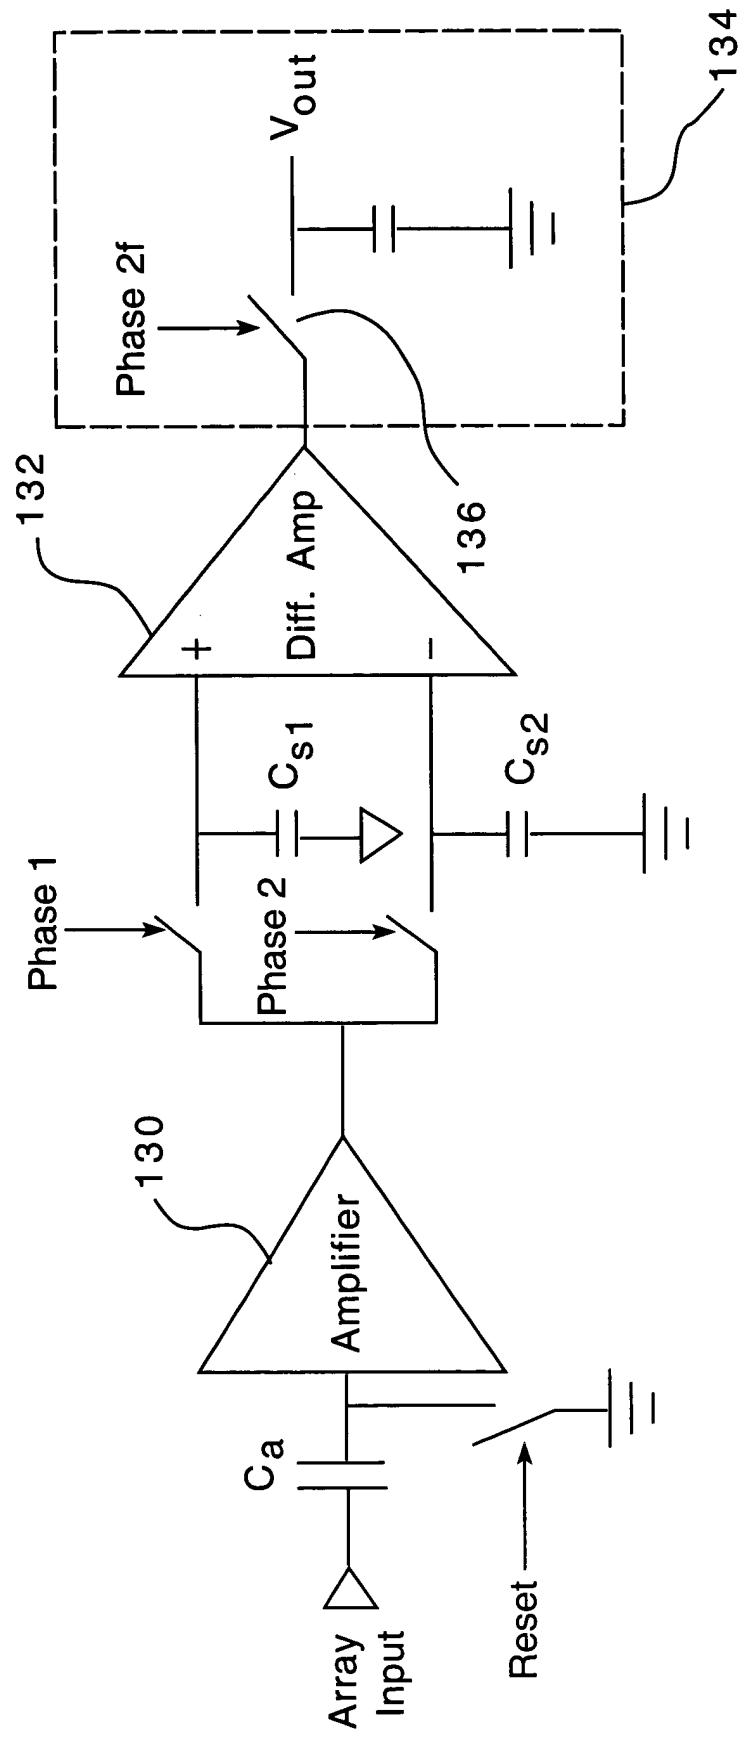 Array
Input
Reset
Ca
Amplifier
130
Phase 1
Phase 2
Cs1
Cs2
+
−
Diff. Amp
132
136
Phase 2f
Vout
134